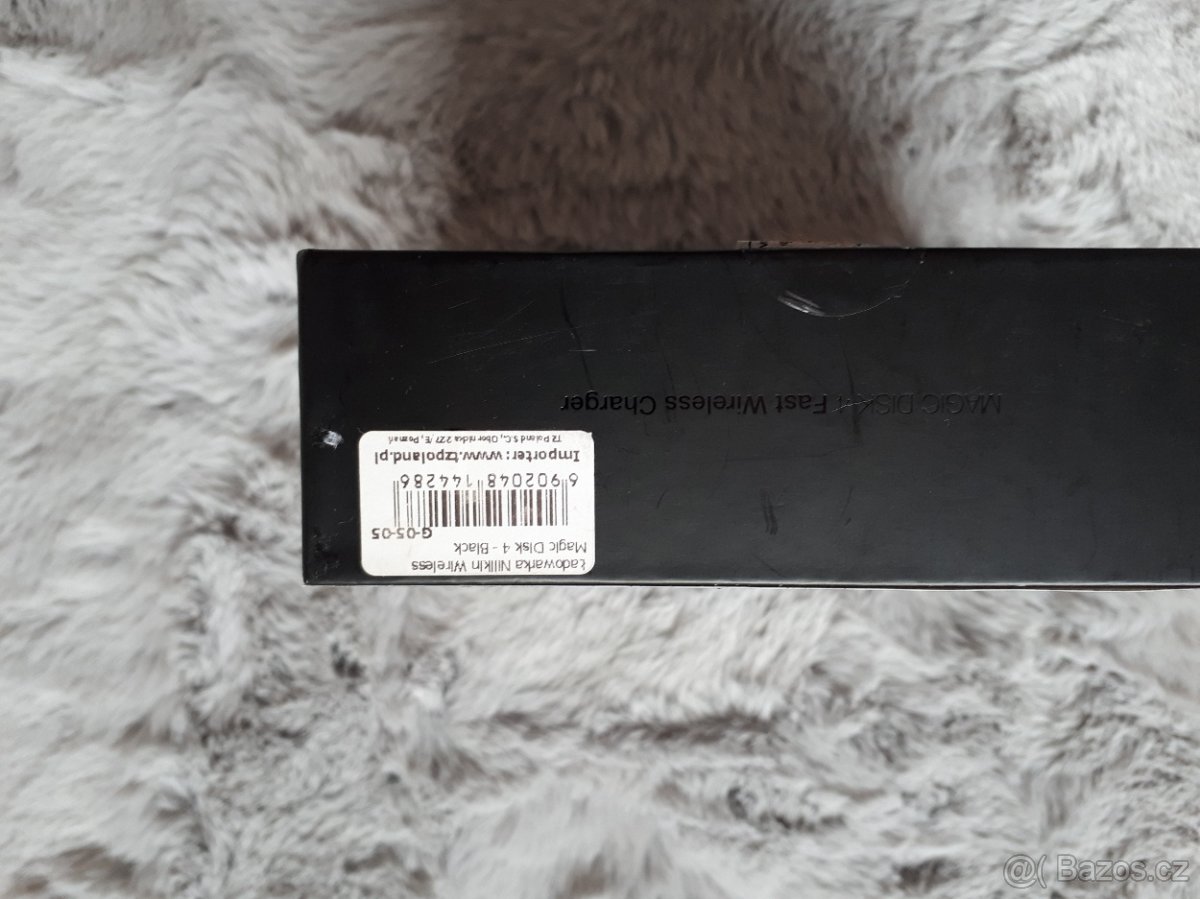 MAGIC DISK 4 Fast Wireless Charger
Ładowarka Nillkin Wireless
Magic Disk 4 - Black
G-05-05
6 902048 144286
Importer: www.tzpoland.pl
TZ Poland S.C., Obornicka 227/E, Poznań
@( Bazos.cz